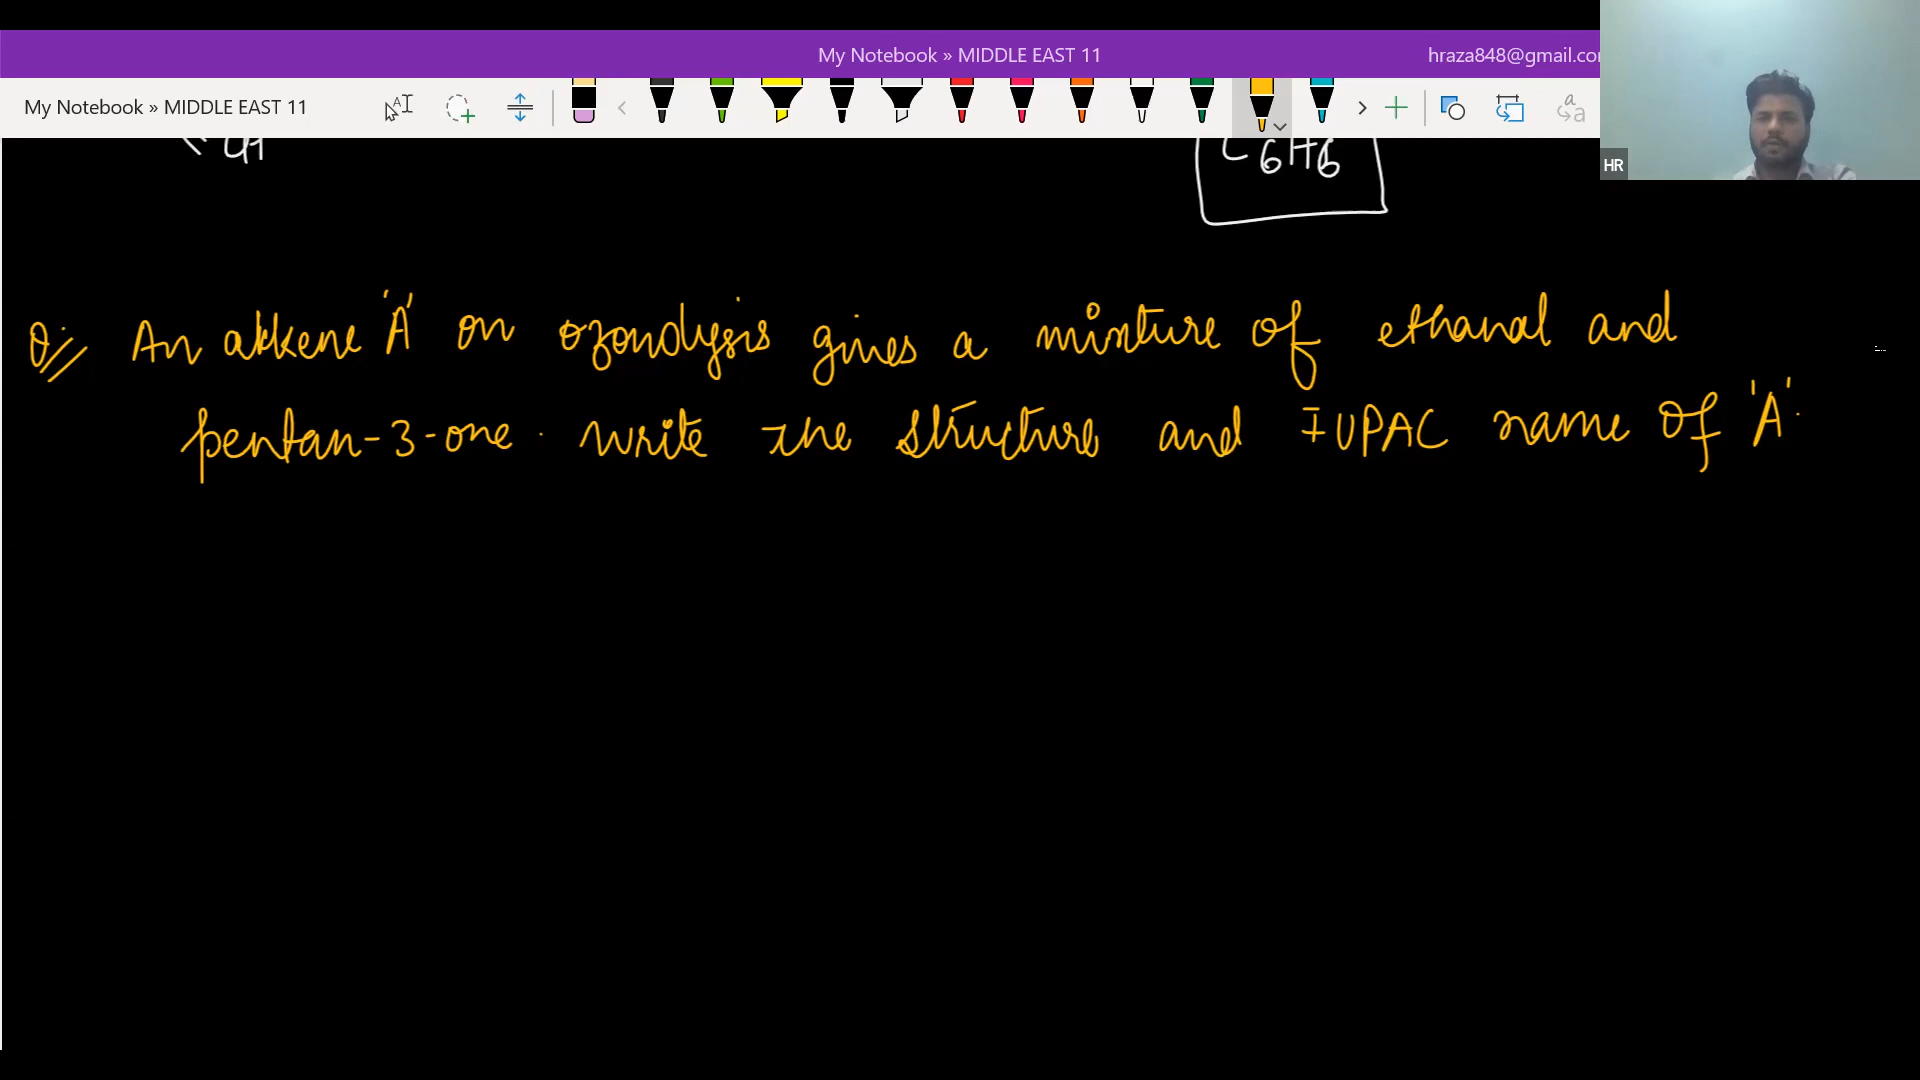 My Notebook » MIDDLE EAST 11
hraza848@gmail.co
My Notebook » MIDDLE EAST 11
HR
C6H6
Q:// An alkene 'A' on ozonolysis gives a mixture of ethanal and
pentan-3-one. write the structure and IUPAC name of 'A'.